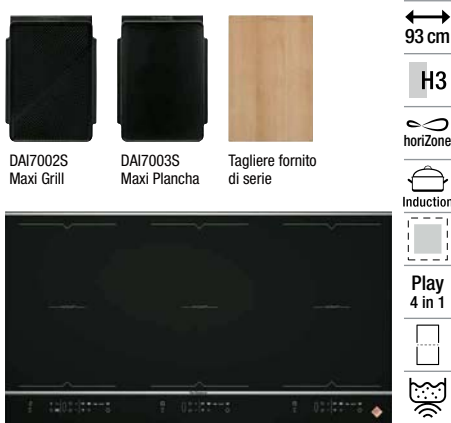 DAI7002S
Maxi Grill
DAI7003S
Maxi Plancha
Tagliere fornito
di serie
93 cm
H3
horiZone
Induction
Play
4 in 1